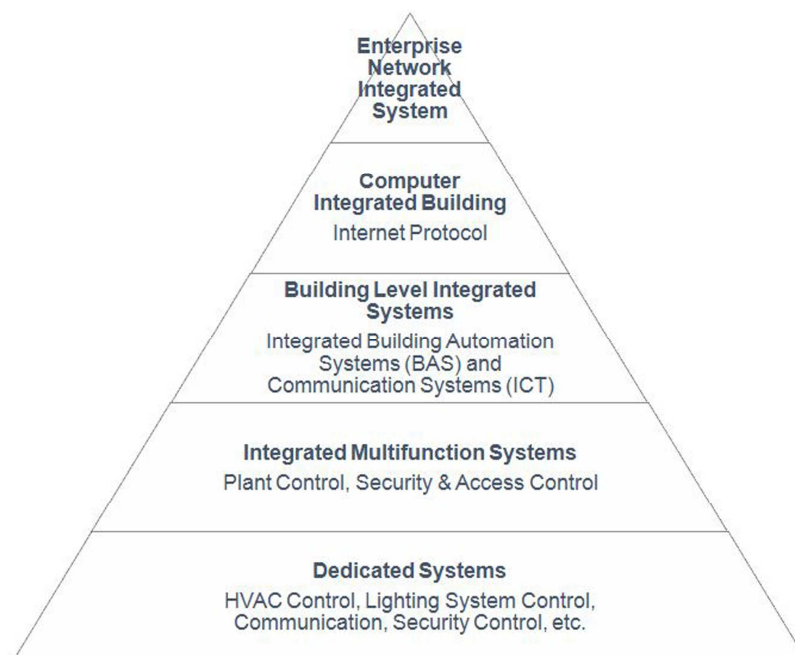 Enterprise
Network
Integrated
System
Computer
Integrated Building
Internet Protocol
Building Level Integrated
Systems
Integrated Building Automation
Systems (BAS) and
Communication Systems (ICT)
Integrated Multifunction Systems
Plant Control, Security & Access Control
Dedicated Systems
HVAC Control, Lighting System Control,
Communication, Security Control, etc.